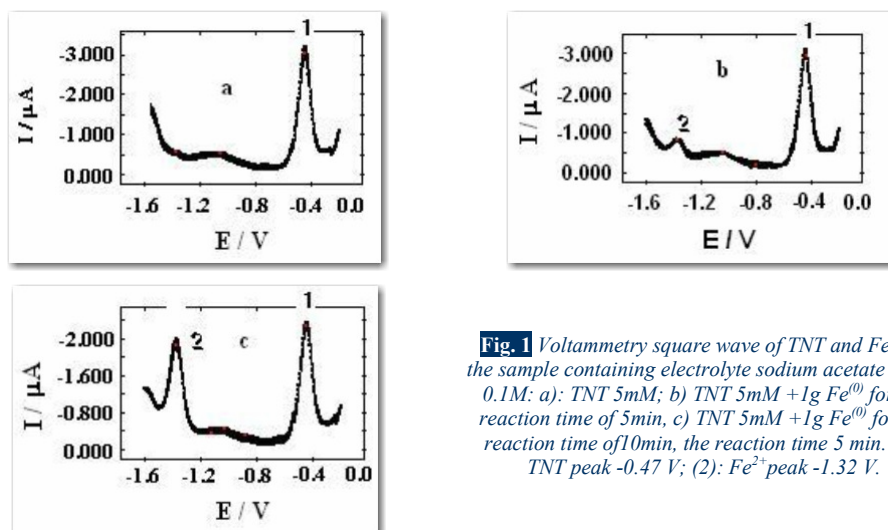 1
-3.000
-2.000
-1.000
0.000
I / µA
a
-1.6 -1.2 -0.8 -0.4 0.0
E / V
1
-3.000
-2.000
-1.000
0.000
I / µA
b
2
-1.6 -1.2 -0.8 -0.4 0.0
E / V
1
-2.000
-1.600
-0.800
0.000
I / µA
2 c
-1.6 -1.2 -0.8 -0.4 0.0
E / V
Fig. 1 Voltammetry square wave of TNT and Fe
the sample containing electrolyte sodium acetate
0.1M: a): TNT 5mM; b) TNT 5mM +1g Fe⁽⁰⁾ for
reaction time of 5min, c) TNT 5mM +1g Fe⁽⁰⁾ fo
reaction time of10min, the reaction time 5 min.
TNT peak -0.47 V; (2): Fe²⁺peak -1.32 V.